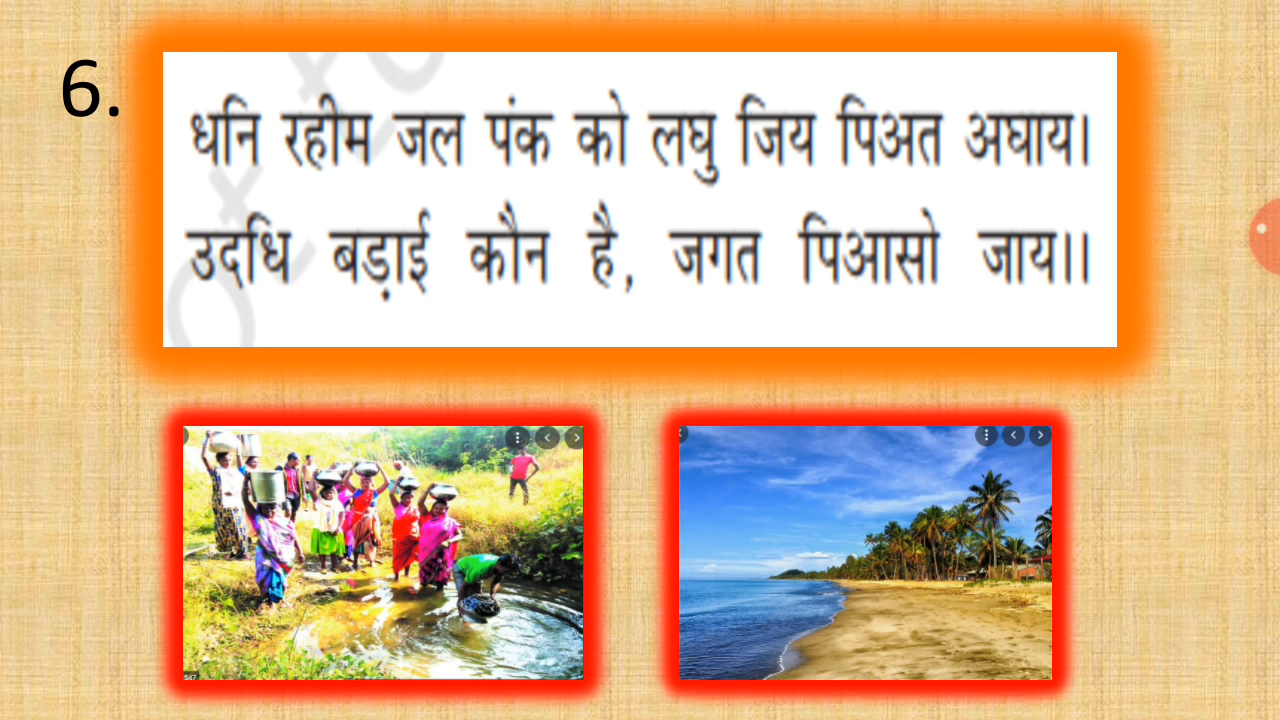 6.
धनि रहीम जल पंक को लघु जिय पिअत अघाय।
उदधि बड़ाई कौन है, जगत पिआसो जाय।।